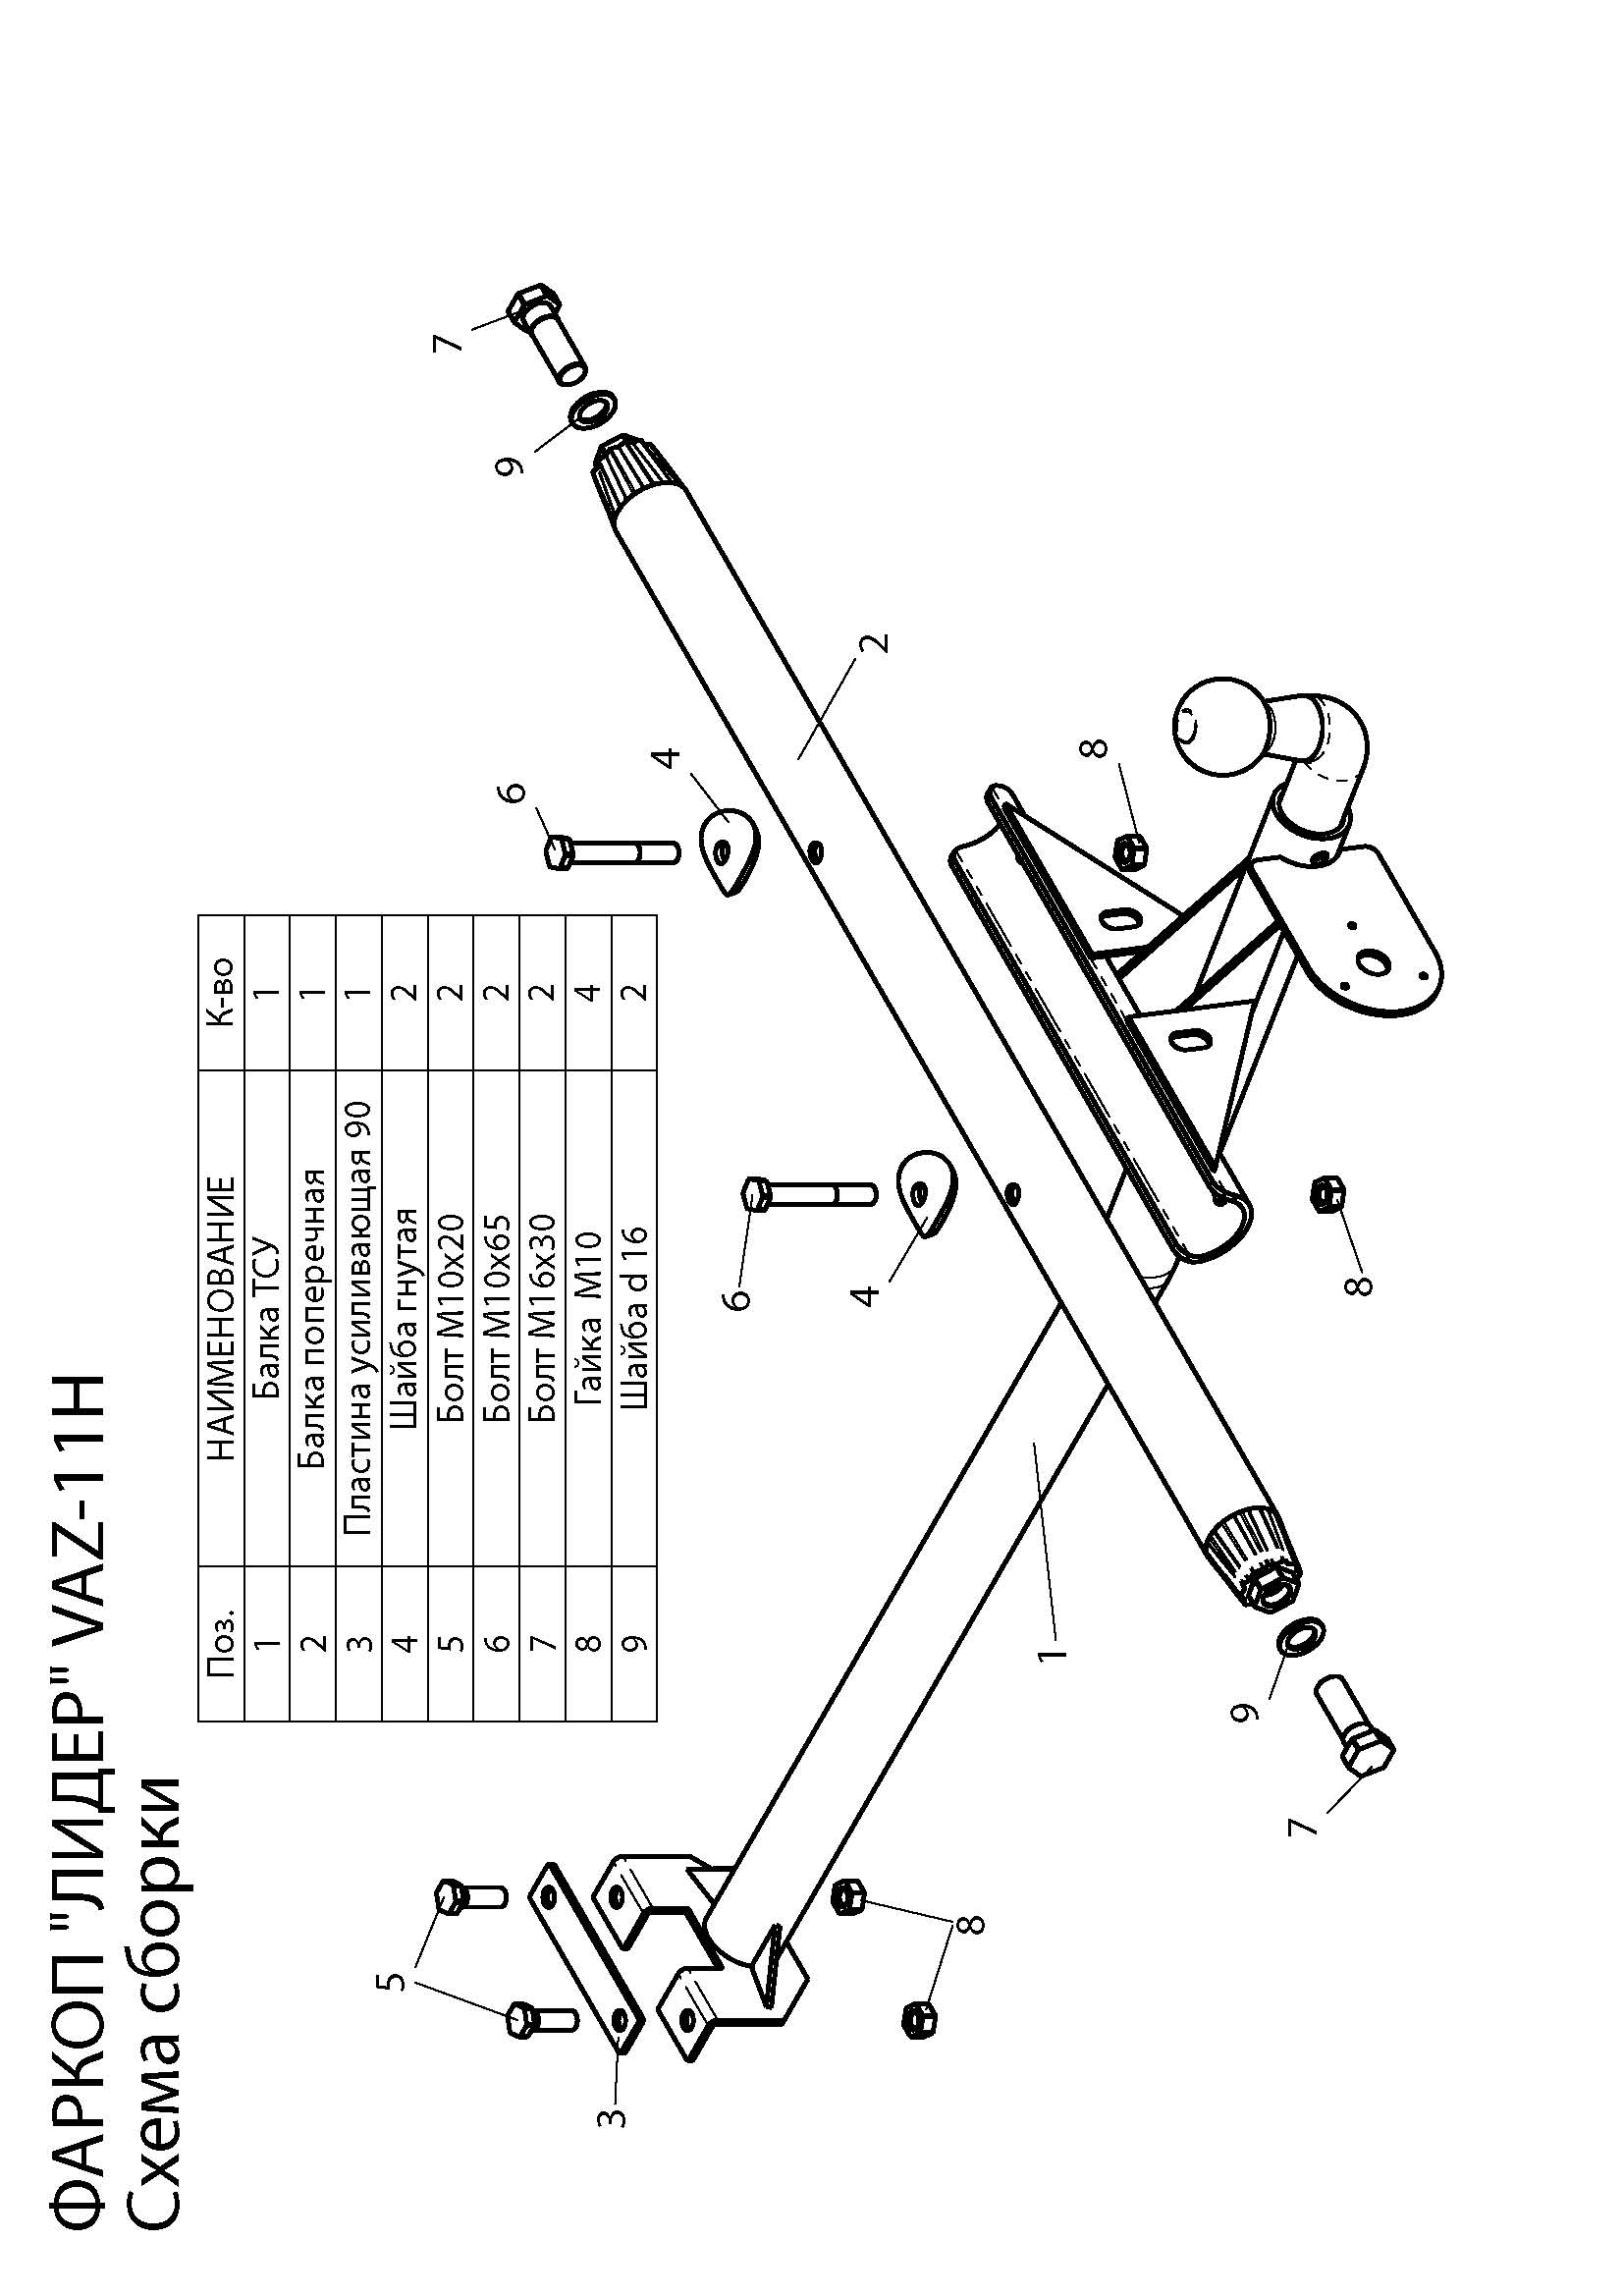 ФАРКОП "ЛИДЕР" VAZ-11H
Схема сборки
Поз. НАИМЕНОВАНИЕ К-во
1 Балка ТСУ 1
2 Балка поперечная 1
3 Пластина усиливающая 90 1
4 Шайба гнутая 2
5 Болт М10х20 2
6 Болт М10х65 2
7 Болт М16х30 2
8 Гайка М10 4
9 Шайба d 16 2
7
9
6
4
2
8
5
6
4
3
8
1
9
8
7